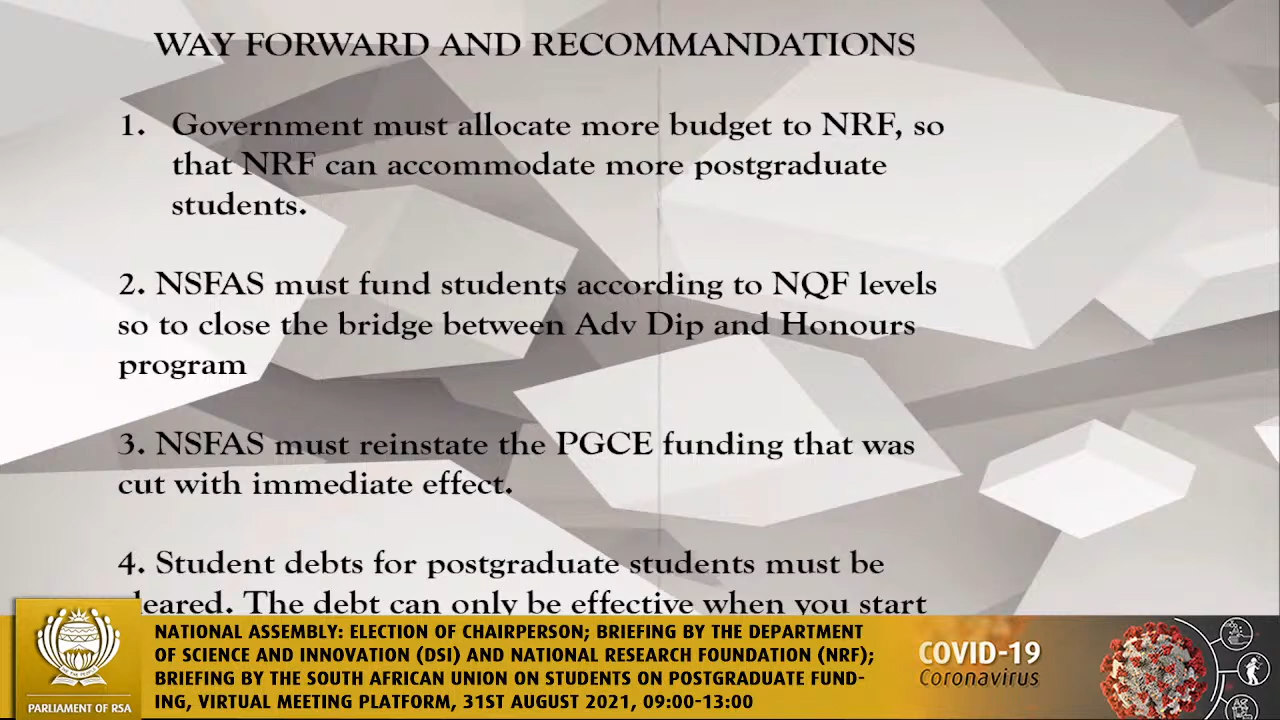 WAY FORWARD AND RECOMMANDATIONS
1. Government must allocate more budget to NRF, so
that NRF can accommodate more postgraduate
students.
2. NSFAS must fund students according to NQF levels
so to close the bridge between Adv Dip and Honours
program
3. NSFAS must reinstate the PGCE funding that was
cut with immediate effect.
4. Student debts for postgraduate students must be
leared. The debt can only be effective when you start
NATIONAL ASSEMBLY: ELECTION OF CHAIRPERSON; BRIEFING BY THE DEPARTMENT
OF SCIENCE AND INNOVATION (DSI) AND NATIONAL RESEARCH FOUNDATION (NRF);
BRIEFING BY THE SOUTH AFRICAN UNION ON STUDENTS ON POSTGRADUATE FUND-
ING, VIRTUAL MEETING PLATFORM, 31ST AUGUST 2021, 09:00-13:00
PARLIAMENT OF RSA
COVID-19
Coronavirus